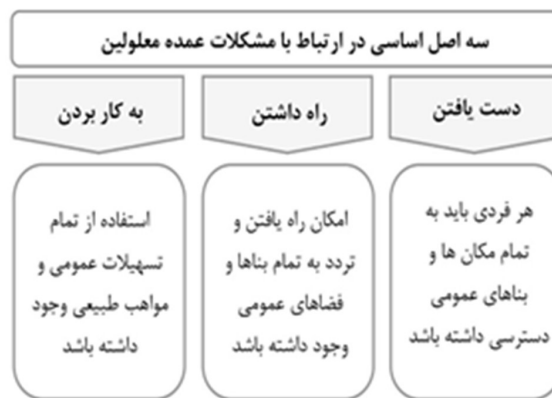 سه اصل اساسی در ارتباط با مشکلات عمده معلولین
دست یافتن
هر فردی باید به
تمام مکان ها و
بناهای عمومی
دسترسی داشته باشد
راه داشتن
امکان راه یافتن و
تردد به تمام بناها و
فضاهای عمومی
وجود داشته باشد
به کار بردن
استفاده از تمام
تسهیلات عمومی و
مواهب طبیعی وجود
داشته باشد